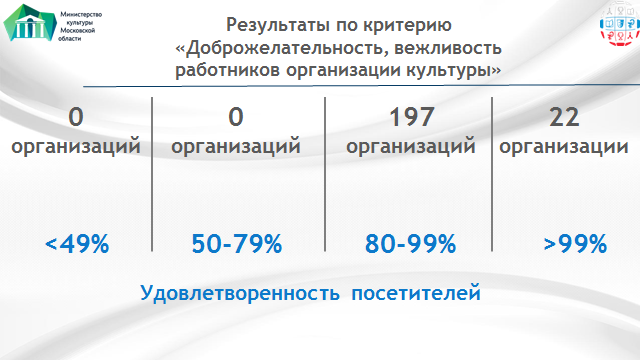 Министерство
культуры
Московской
области
Результаты по критерию
«Доброжелательность, вежливость
работников организации культуры»
0 0 197 22
организаций организаций организаций организации
<49% 50-79% 80-99% >99%
Удовлетворенность посетителей